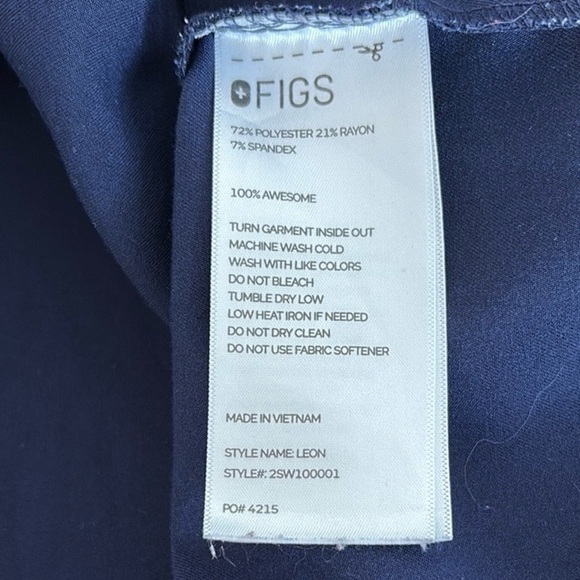 FIGS
72% POLYESTER 21% RAYON
7% SPANDEX
100% AWESOME
TURN GARMENT INSIDE OUT
MACHINE WASH COLD
WASH WITH LIKE COLORS
DO NOT BLEACH
TUMBLE DRY LOW
LOW HEAT IRON IF NEEDED
DO NOT DRY CLEAN
DO NOT USE FABRIC SOFTENER
MADE IN VIETNAM
STYLE NAME: LEON
STYLE#: 2SW100001
PO# 4215